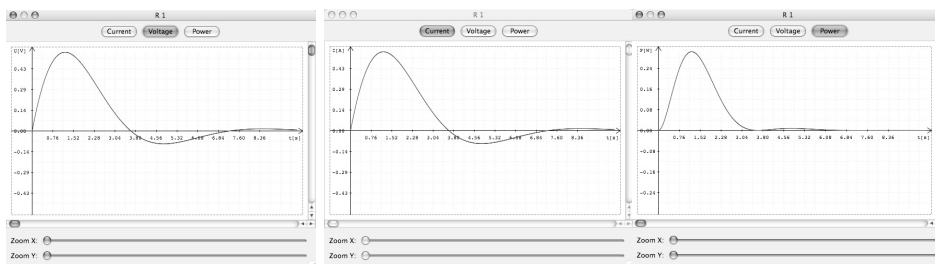 R 1
Current Voltage Power
U[V]
0.43
0.29
0.14
0.00
0.76 1.52 2.28 3.04 3.80 4.56 5.32 6.08 6.84 7.60 8.36 t[s]
-0.14
-0.29
-0.43
Zoom X:
Zoom Y:
R 1
Current Voltage Power
I[A]
0.43
0.29
0.14
0.00
0.76 1.52 2.28 3.04 3.80 4.56 5.32 6.08 6.84 7.60 8.36 t[s]
-0.14
-0.29
-0.43
Zoom X:
Zoom Y:
R 1
Current Voltage Power
P[W]
0.24
0.16
0.08
0.00
0.76 1.52 2.28 3.04 3.80 4.56 5.32 6.08 6.84 7.60 8.36 t[s]
-0.08
-0.16
-0.24
Zoom X:
Zoom Y: